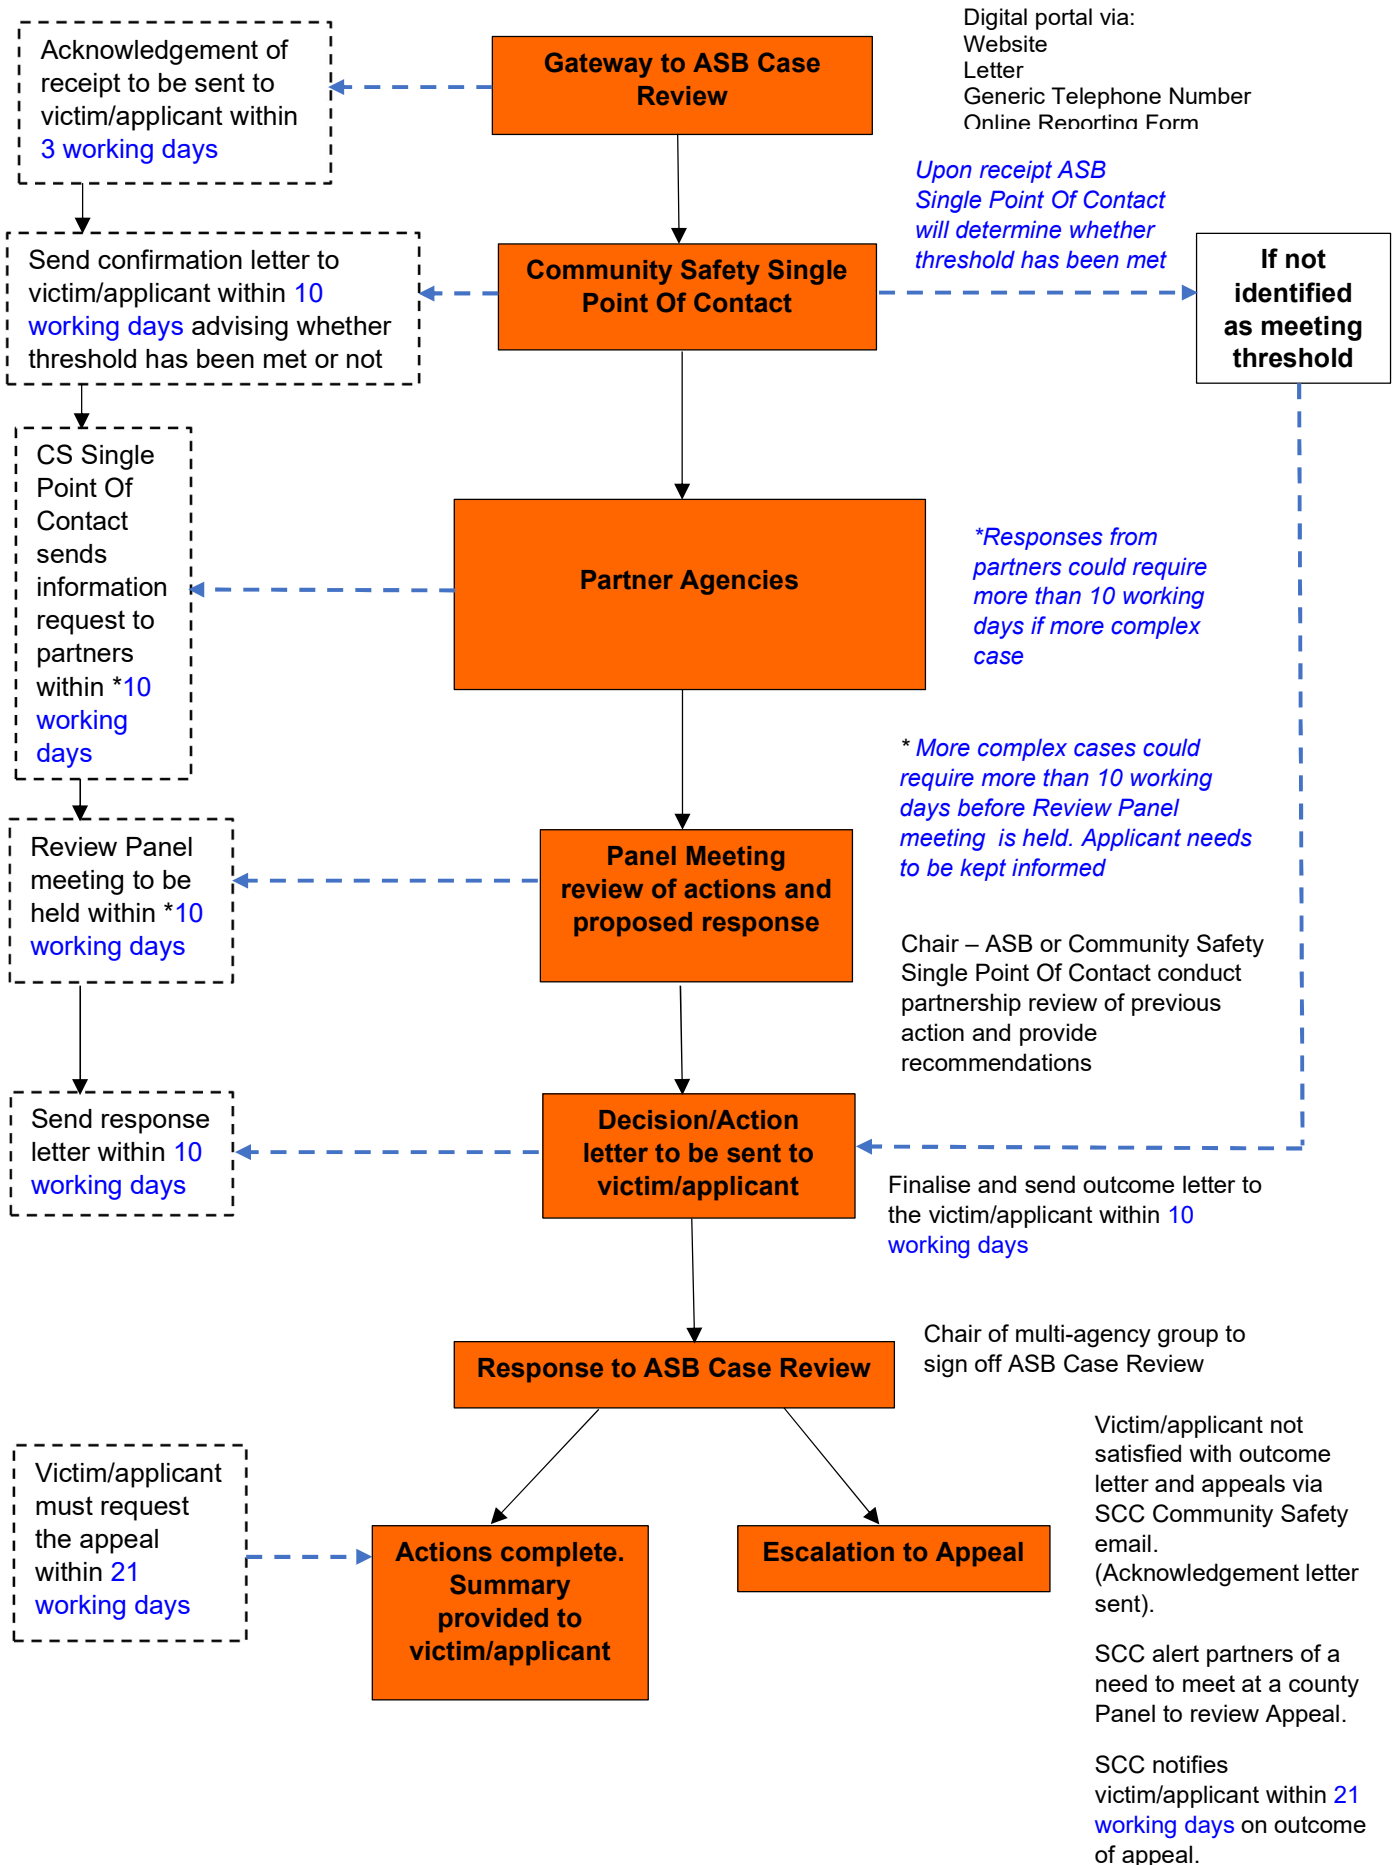 Digital portal via:
Website
Letter
Generic Telephone Number
Online Reporting Form
Acknowledgement of
receipt to be sent to
victim/applicant within
3 working days
Gateway to ASB Case
Review
Upon receipt ASB
Single Point Of Contact
will determine whether
threshold has been met
Send confirmation letter to
victim/applicant within 10
working days advising whether
threshold has been met or not
Community Safety Single
Point Of Contact
If not
identified
as meeting
threshold
CS Single
Point Of
Contact
sends
information
request to
partners
within *10
working
days
Partner Agencies
*Responses from
partners could require
more than 10 working
days if more complex
case
* More complex cases could
require more than 10 working
days before Review Panel
meeting  is held. Applicant needs
to be kept informed
Review Panel
meeting to be
held within *10
working days
Panel Meeting
review of actions and
proposed response
Chair – ASB or Community Safety
Single Point Of Contact conduct
partnership review of previous
action and provide
recommendations
Send response
letter within 10
working days
Decision/Action
letter to be sent to
victim/applicant
Finalise and send outcome letter to
the victim/applicant within 10
working days
Response to ASB Case Review
Chair of multi-agency group to
sign off ASB Case Review
Victim/applicant
must request
the appeal
within 21
working days
Actions complete.
Summary
provided to
victim/applicant
Escalation to Appeal
Victim/applicant not
satisfied with outcome
letter and appeals via
SCC Community Safety
email.
(Acknowledgement letter
sent).
SCC alert partners of a
need to meet at a county
Panel to review Appeal.
SCC notifies
victim/applicant within 21
working days on outcome
of appeal.